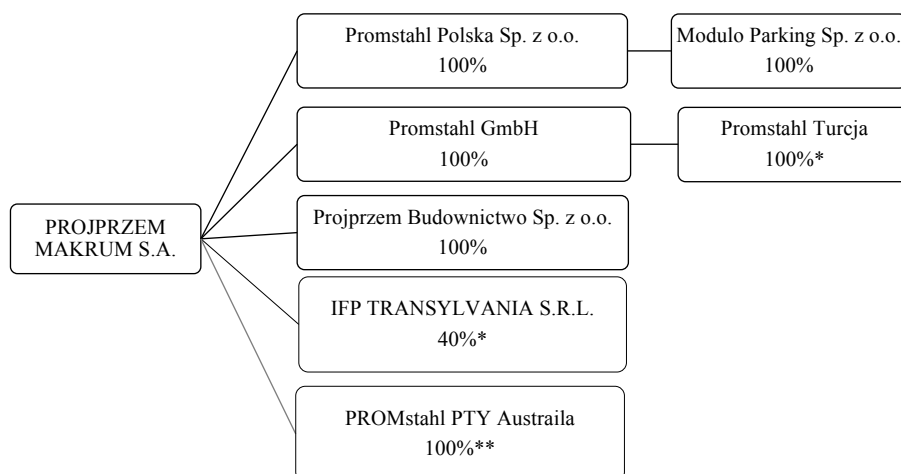 Promstahl Polska Sp. z o.o.
100%
Modulo Parking Sp. z o.o.
100%
Promstahl GmbH
100%
Promstahl Turcja
100%*
PROJPRZEM
MAKRUM S.A.
Projprzem Budownictwo Sp. z o.o.
100%
IFP TRANSYLVANIA S.R.L.
40%*
PROMstahl PTY Austraila
100%**